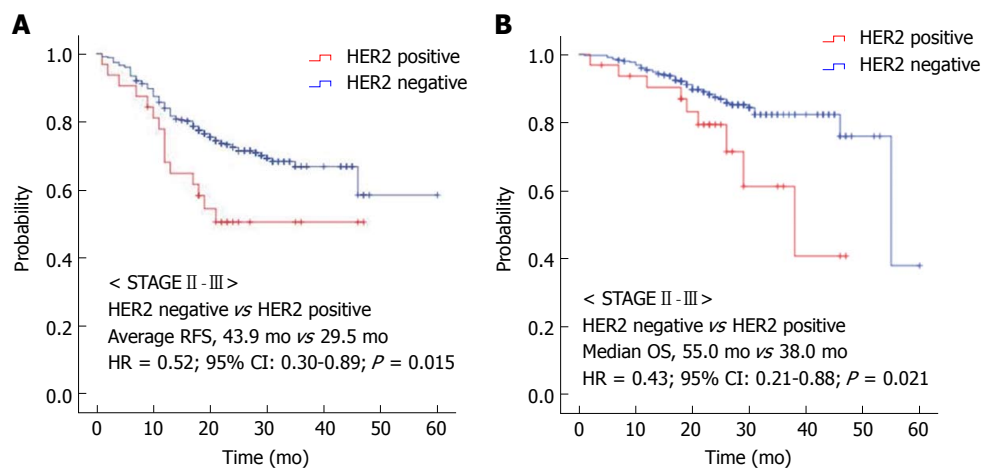 A
HER2 positive
HER2 negative
1.0
0.8
0.6
0.4
0.2
0.0
Probability
< STAGE Ⅱ - Ⅲ >
HER2 negative vs HER2 positive
Average RFS, 43.9 mo vs 29.5 mo
HR = 0.52; 95% CI: 0.30-0.89; P = 0.015
0 10 20 30 40 50 60
Time (mo)
B
HER2 positive
HER2 negative
1.0
0.8
0.6
0.4
0.2
0.0
Probability
< STAGE Ⅱ - Ⅲ >
HER2 negative vs HER2 positive
Median OS, 55.0 mo vs 38.0 mo
HR = 0.43; 95% CI: 0.21-0.88; P = 0.021
0 10 20 30 40 50 60
Time (mo)